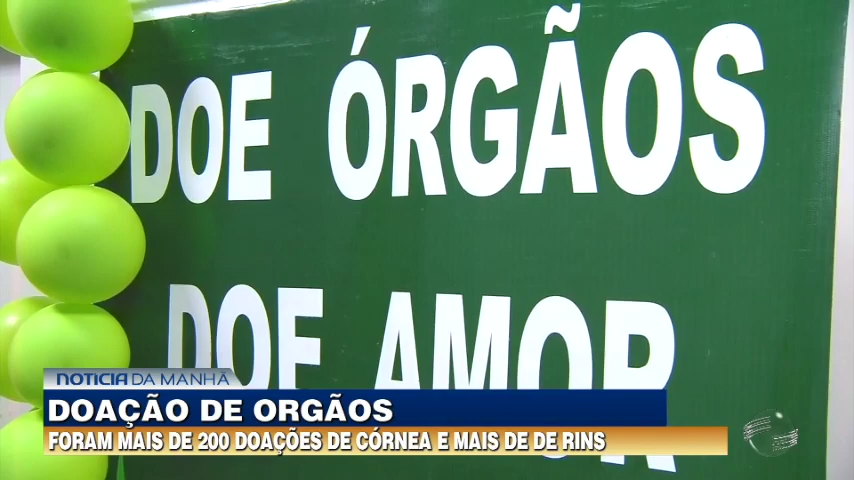 DOE ÓRGÃOS
DOE AMOR
NOTICIA DA MANHÃ
DOAÇÃO DE ORGÃOS
FORAM MAIS DE 200 DOAÇÕES DE CÓRNEA E MAIS DE DE RINS